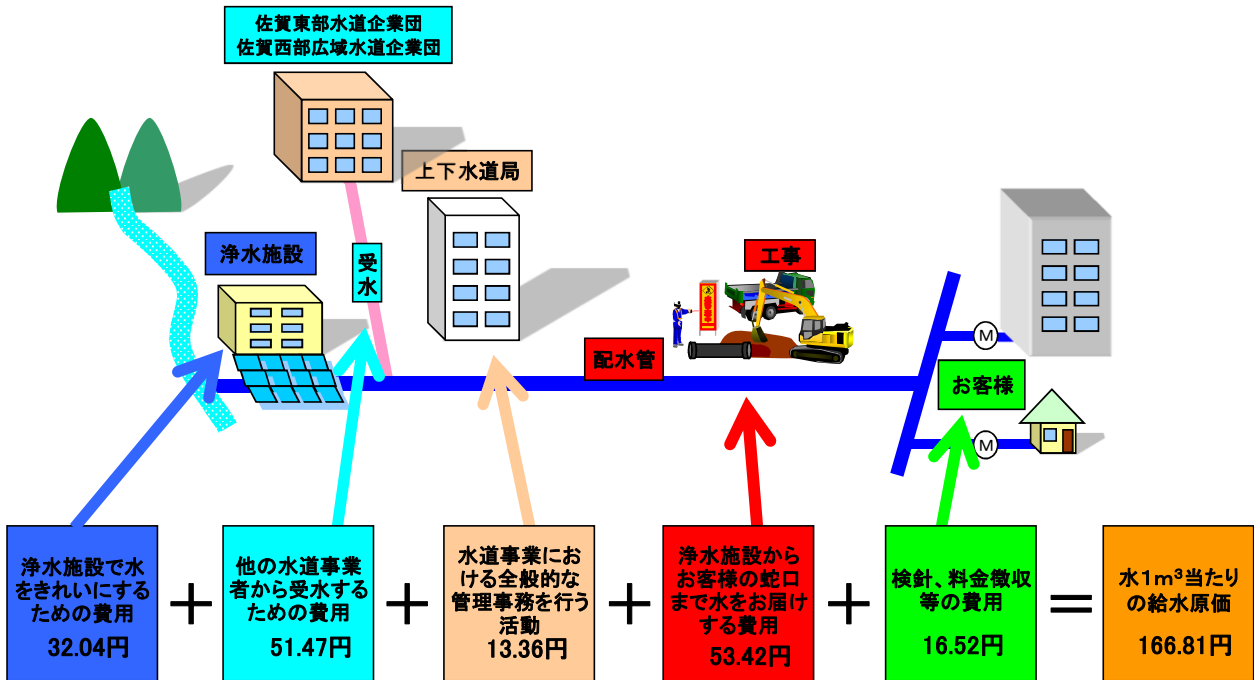 佐賀東部水道企業団
佐賀西部広域水道企業団
上下水道局
浄水施設
受
水
工事
配水管
お客様
M
M
浄水施設で水
をきれいにする
ための費用
32.04円
+
他の水道事業
者から受水する
ための費用
51.47円
+
水道事業にお
ける全般的な
管理事務を行う
活動
13.36円
+
浄水施設から
お客様の蛇口
まで水をお届け
する費用
53.42円
+
検針、料金徴収
等の費用
16.52円
=
水1m³当たり
の給水原価
166.81円